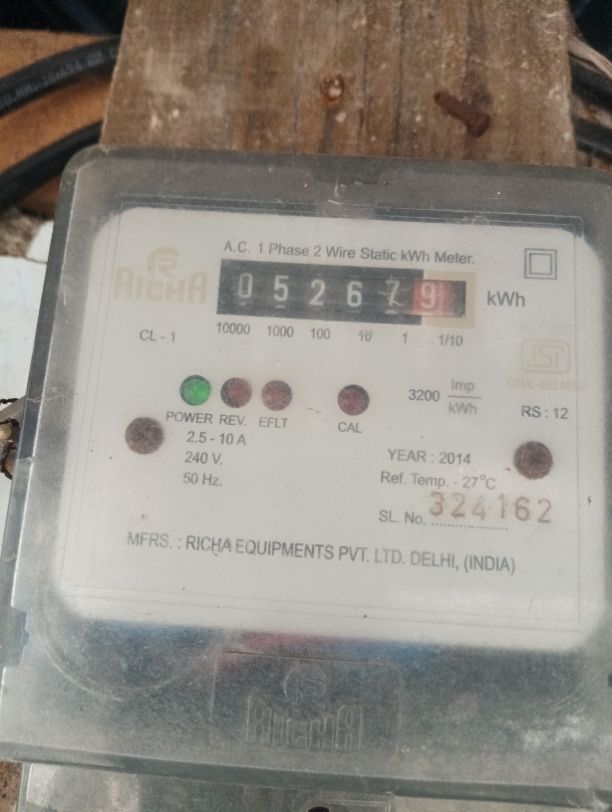 A.C. 1 Phase 2 Wire Static kWh Meter.
RICHA
0 5 2 6 7 9 kWh
CL - 1
10000 1000 100 10 1 1/10
3200 Imp
kWh
RS : 12
POWER REV. EFLT CAL
2.5 - 10 A
240 V.
50 Hz.
YEAR : 2014
Ref. Temp. - 27°C
SL. No. 324162
MFRS. : RICHA EQUIPMENTS PVT. LTD. DELHI, (INDIA)
RICHA